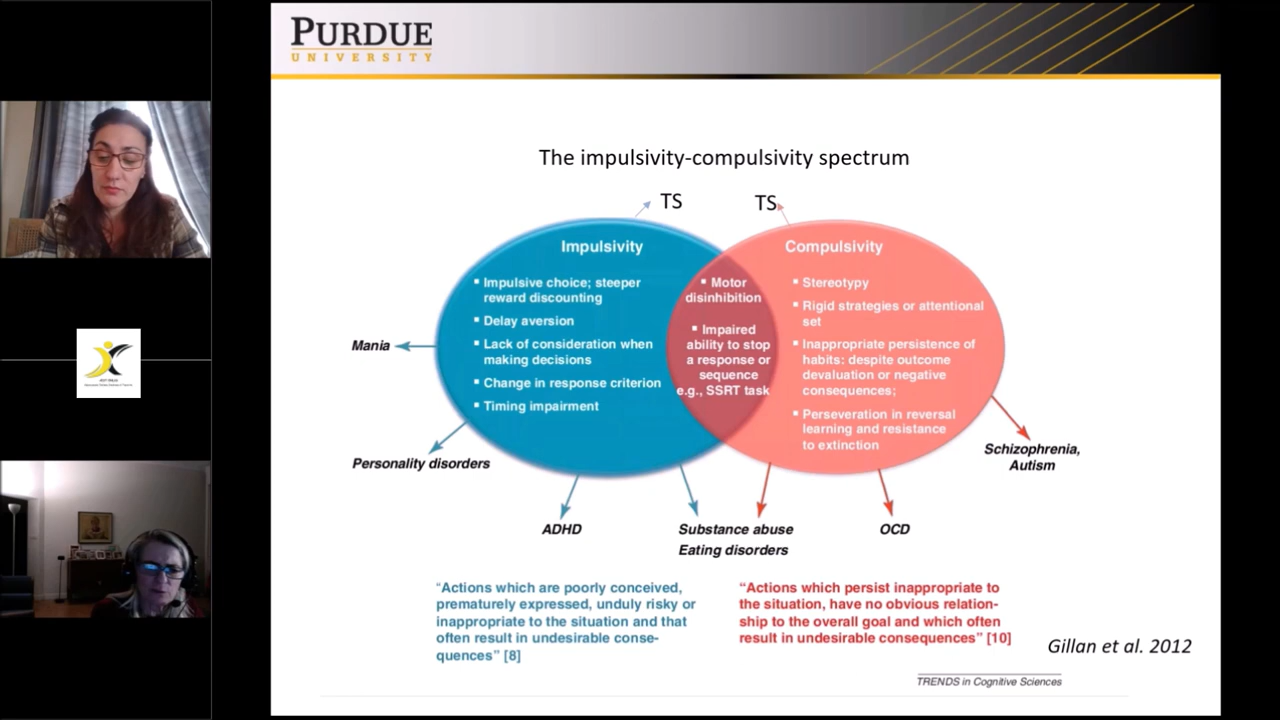 PURDUE
UNIVERSITY
The impulsivity-compulsivity spectrum
TS
TS
Impulsivity
▪ Impulsive choice; steeper
reward discounting
▪ Delay aversion
▪ Lack of consideration when
making decisions
▪ Change in response criterion
▪ Timing impairment
▪ Motor
disinhibition
▪ Impaired
ability to stop
a response or
sequence
e.g., SSRT task
Compulsivity
▪ Stereotypy
▪ Rigid strategies or attentional
set
▪ Inappropriate persistence of
habits: despite outcome
devaluation or negative
consequences;
▪ Perseveration in reversal
learning and resistance
to extinction
Mania
Personality disorders
ADHD
Substance abuse
Eating disorders
OCD
Schizophrenia,
Autism
“Actions which are poorly conceived,
prematurely expressed, unduly risky or
inappropriate to the situation and that
often result in undesirable conse-
quences” [8]
“Actions which persist inappropriate to
the situation, have no obvious relation-
ship to the overall goal and which often
result in undesirable consequences” [10]
Gillan et al. 2012
TRENDS in Cognitive Sciences